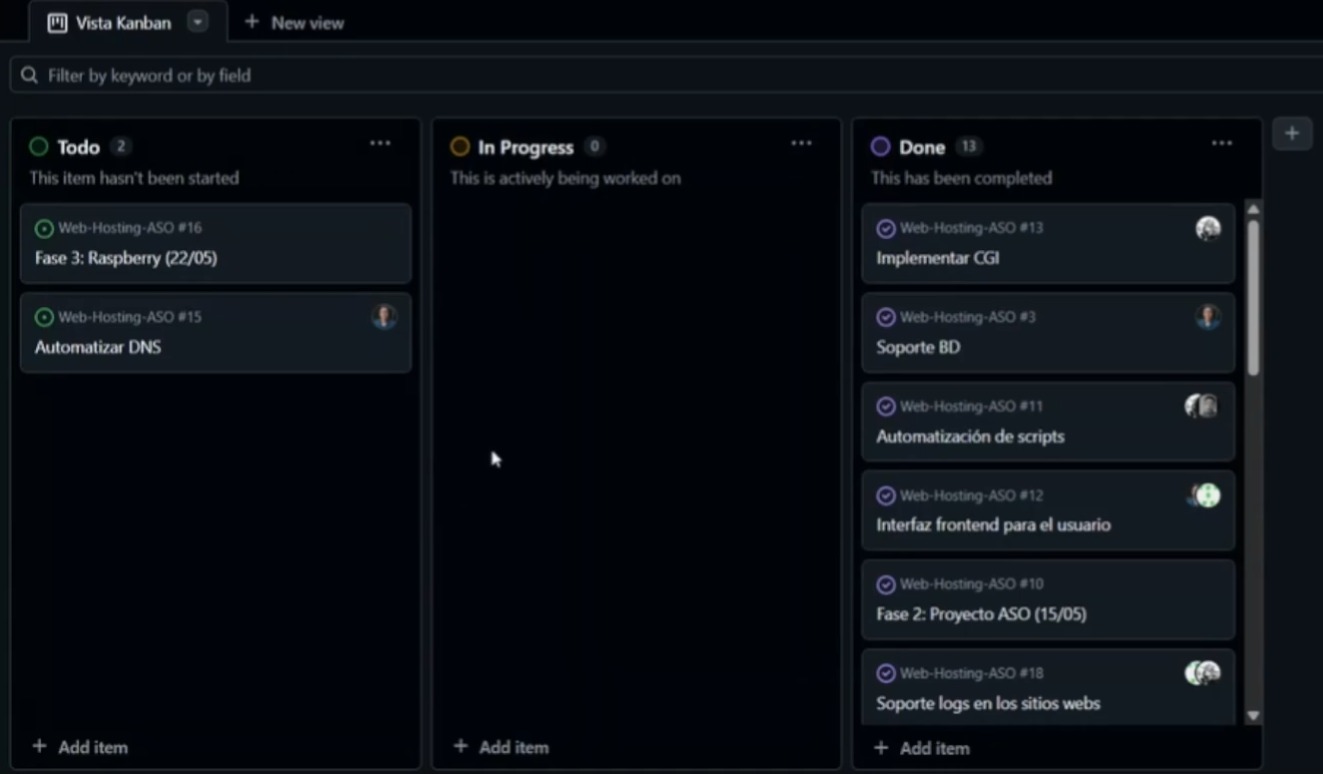 Vista Kanban
New view
Filter by keyword or by field
Todo 2
This item hasn't been started
Web-Hosting-ASO #16
Fase 3: Raspberry (22/05)
Web-Hosting-ASO #15
Automatizar DNS
+ Add item
In Progress 0
This is actively being worked on
+ Add item
Done 13
This has been completed
Web-Hosting-ASO #13
Implementar CGI
Web-Hosting-ASO #3
Soporte BD
Web-Hosting-ASO #11
Automatización de scripts
Web-Hosting-ASO #12
Interfaz frontend para el usuario
Web-Hosting-ASO #10
Fase 2: Proyecto ASO (15/05)
Web-Hosting-ASO #18
Soporte logs en los sitios webs
+ Add item